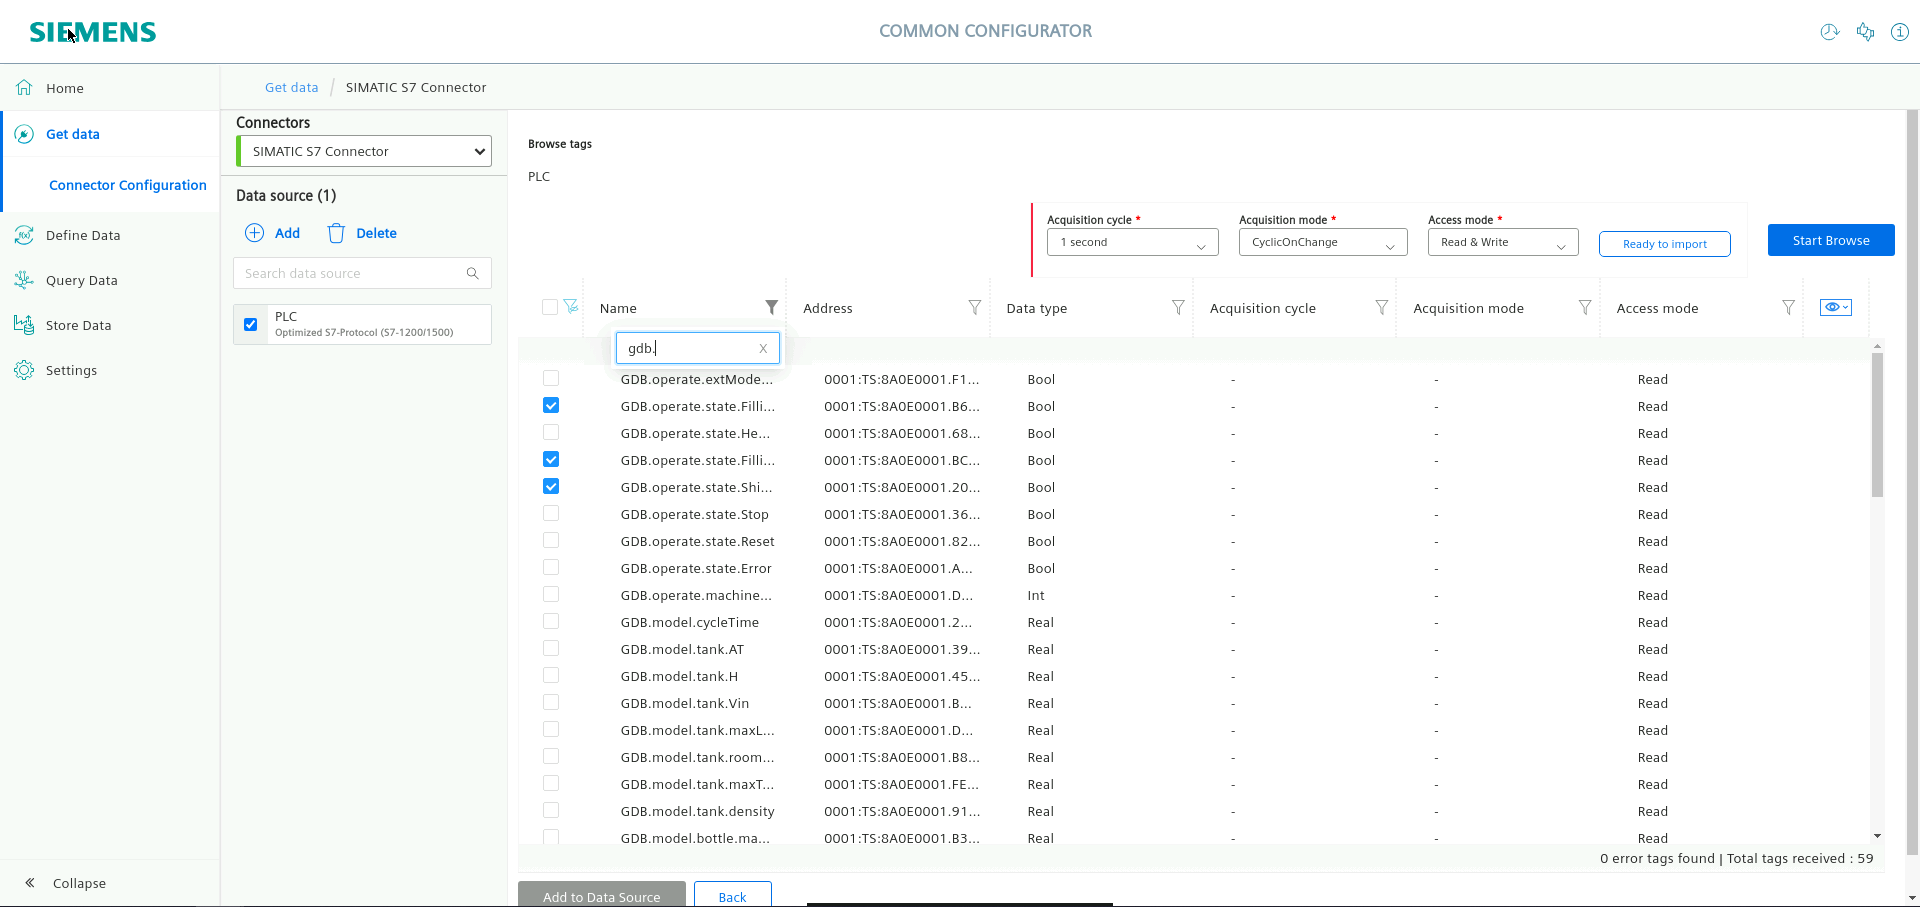 SIEMENS
COMMON CONFIGURATOR
Home
Get data
Connector Configuration
Define Data
Query Data
Store Data
Settings
Collapse
Get data / SIMATIC S7 Connector
Connectors
SIMATIC S7 Connector
Data source (1)
Add Delete
Search data source
PLC
Optimized S7-Protocol (S7-1200/1500)
Browse tags
PLC
Acquisition cycle * Acquisition mode * Access mode *
1 second CyclicOnChange Read & Write Ready to import Start Browse
Name Address Data type Acquisition cycle Acquisition mode Access mode
gdb. X
GDB.operate.extMode... 0001:TS:8A0E0001.F1... Bool - - Read
GDB.operate.state.Filli... 0001:TS:8A0E0001.B6... Bool - - Read
GDB.operate.state.He... 0001:TS:8A0E0001.68... Bool - - Read
GDB.operate.state.Filli... 0001:TS:8A0E0001.BC... Bool - - Read
GDB.operate.state.Shi... 0001:TS:8A0E0001.20... Bool - - Read
GDB.operate.state.Stop 0001:TS:8A0E0001.36... Bool - - Read
GDB.operate.state.Reset 0001:TS:8A0E0001.82... Bool - - Read
GDB.operate.state.Error 0001:TS:8A0E0001.A... Bool - - Read
GDB.operate.machine... 0001:TS:8A0E0001.D... Int - - Read
GDB.model.cycleTime 0001:TS:8A0E0001.2... Real - - Read
GDB.model.tank.AT 0001:TS:8A0E0001.39... Real - - Read
GDB.model.tank.H 0001:TS:8A0E0001.45... Real - - Read
GDB.model.tank.Vin 0001:TS:8A0E0001.B... Real - - Read
GDB.model.tank.maxL... 0001:TS:8A0E0001.D... Real - - Read
GDB.model.tank.room... 0001:TS:8A0E0001.B8... Real - - Read
GDB.model.tank.maxT... 0001:TS:8A0E0001.FE... Real - - Read
GDB.model.tank.density 0001:TS:8A0E0001.91... Real - - Read
GDB.model.bottle.ma... 0001:TS:8A0E0001.B3... Real - - Read
0 error tags found | Total tags received : 59
Add to Data Source Back